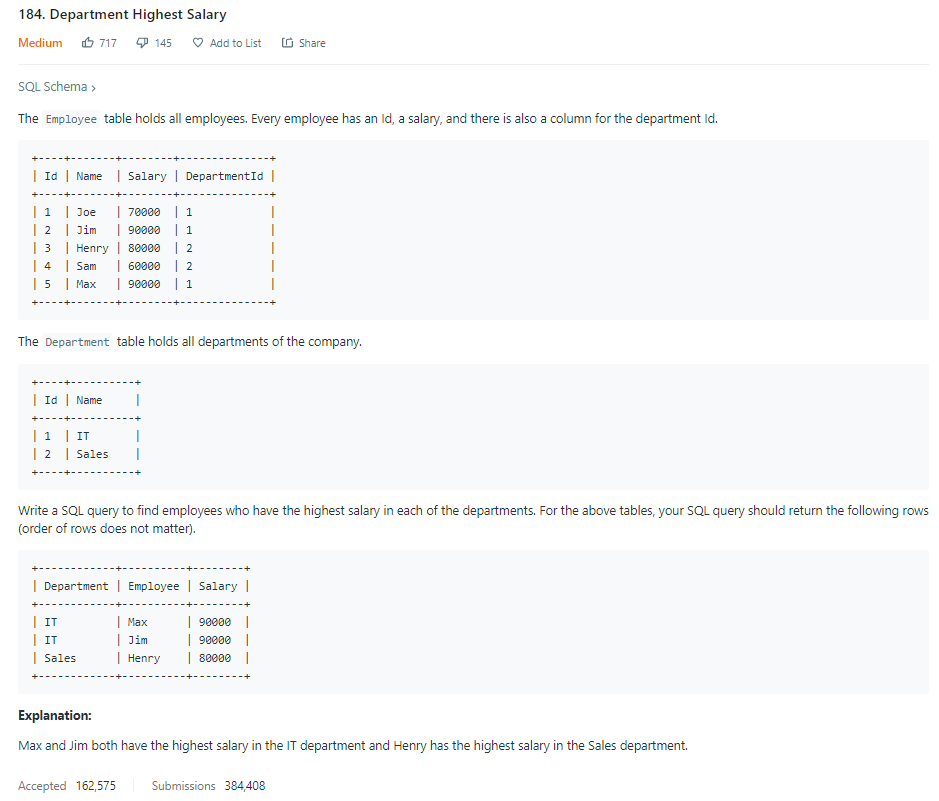 184. Department Highest Salary
Medium 717 145 Add to List Share
SQL Schema >
The Employee table holds all employees. Every employee has an Id, a salary, and there is also a column for the department Id.
+----+-------+--------+--------------+
| Id | Name  | Salary | DepartmentId |
+----+-------+--------+--------------+
| 1  | Joe   | 70000  | 1            |
| 2  | Jim   | 90000  | 1            |
| 3  | Henry | 80000  | 2            |
| 4  | Sam   | 60000  | 2            |
| 5  | Max   | 90000  | 1            |
+----+-------+--------+--------------+
The Department table holds all departments of the company.
+----+----------+
| Id | Name     |
+----+----------+
| 1  | IT       |
| 2  | Sales    |
+----+----------+
Write a SQL query to find employees who have the highest salary in each of the departments. For the above tables, your SQL query should return the following rows
(order of rows does not matter).
+------------+----------+--------+
| Department | Employee | Salary |
+------------+----------+--------+
| IT         | Max      | 90000  |
| IT         | Jim      | 90000  |
| Sales      | Henry    | 80000  |
+------------+----------+--------+
Explanation:
Max and Jim both have the highest salary in the IT department and Henry has the highest salary in the Sales department.
Accepted 162,575 Submissions 384,408